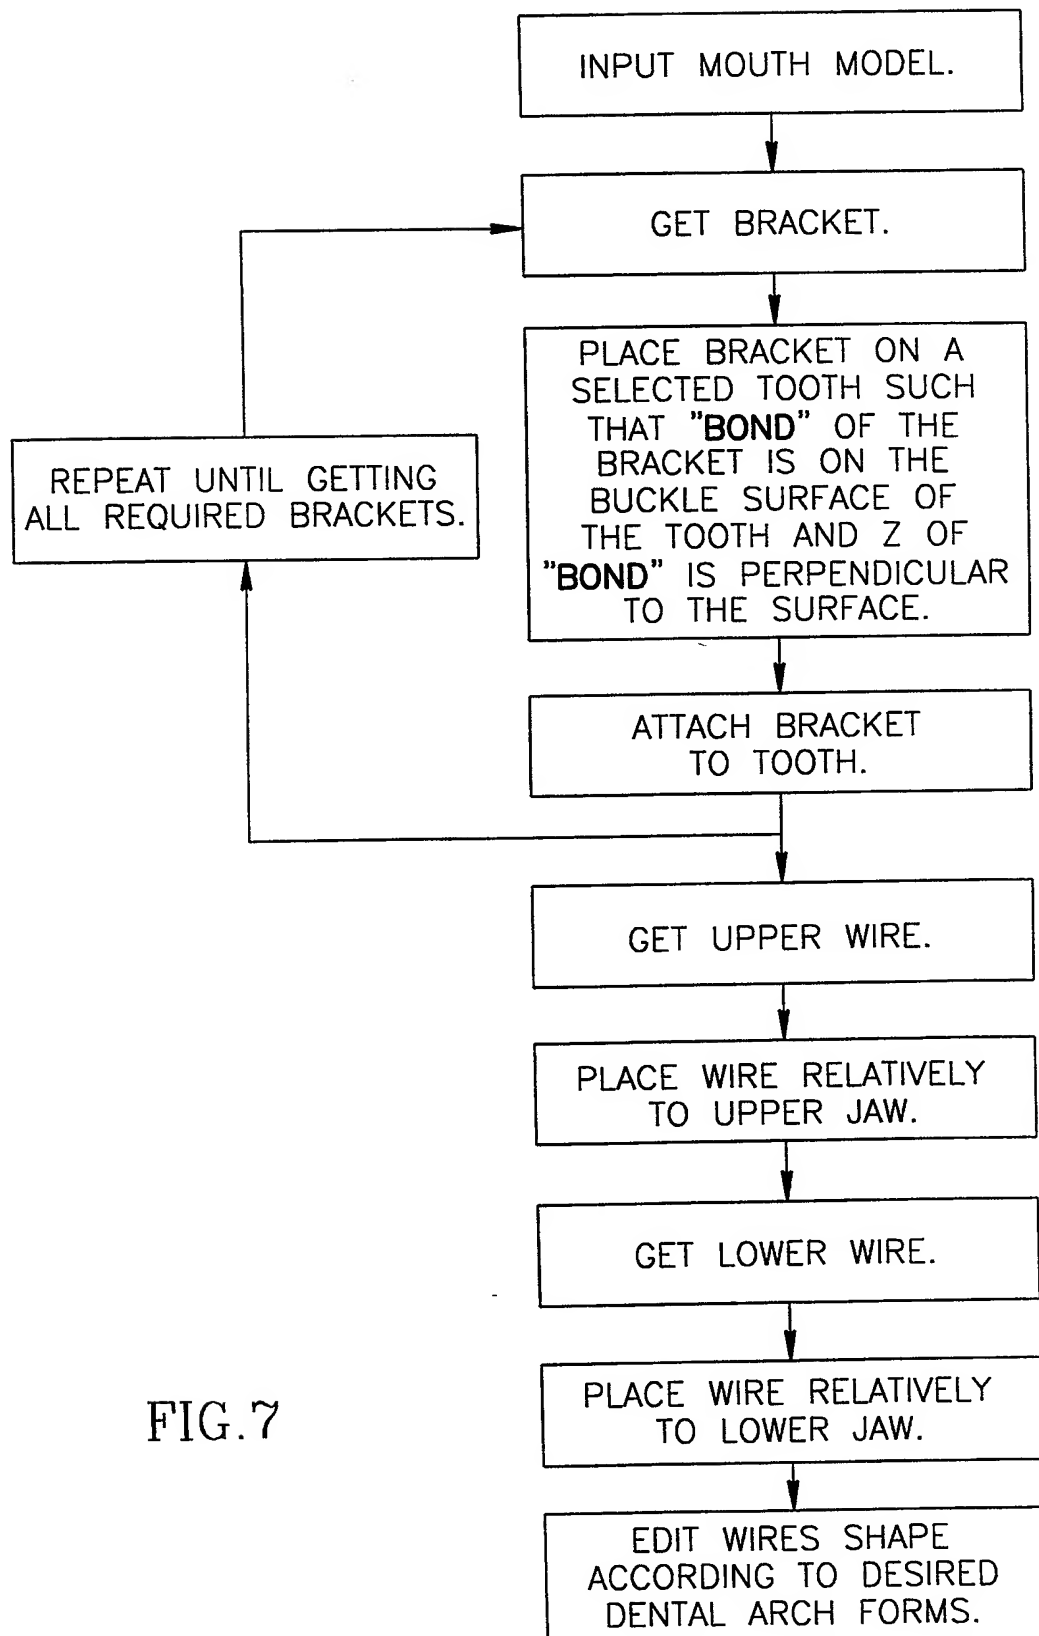 INPUT MOUTH MODEL.
GET BRACKET.
PLACE BRACKET ON A
SELECTED TOOTH SUCH
THAT "BOND" OF THE
BRACKET IS ON THE
BUCKLE SURFACE OF
THE TOOTH AND Z OF
"BOND" IS PERPENDICULAR
TO THE SURFACE.
REPEAT UNTIL GETTING
ALL REQUIRED BRACKETS.
ATTACH BRACKET
TO TOOTH.
GET UPPER WIRE.
PLACE WIRE RELATIVELY
TO UPPER JAW.
GET LOWER WIRE.
PLACE WIRE RELATIVELY
TO LOWER JAW.
EDIT WIRES SHAPE
ACCORDING TO DESIRED
DENTAL ARCH FORMS.
FIG.7